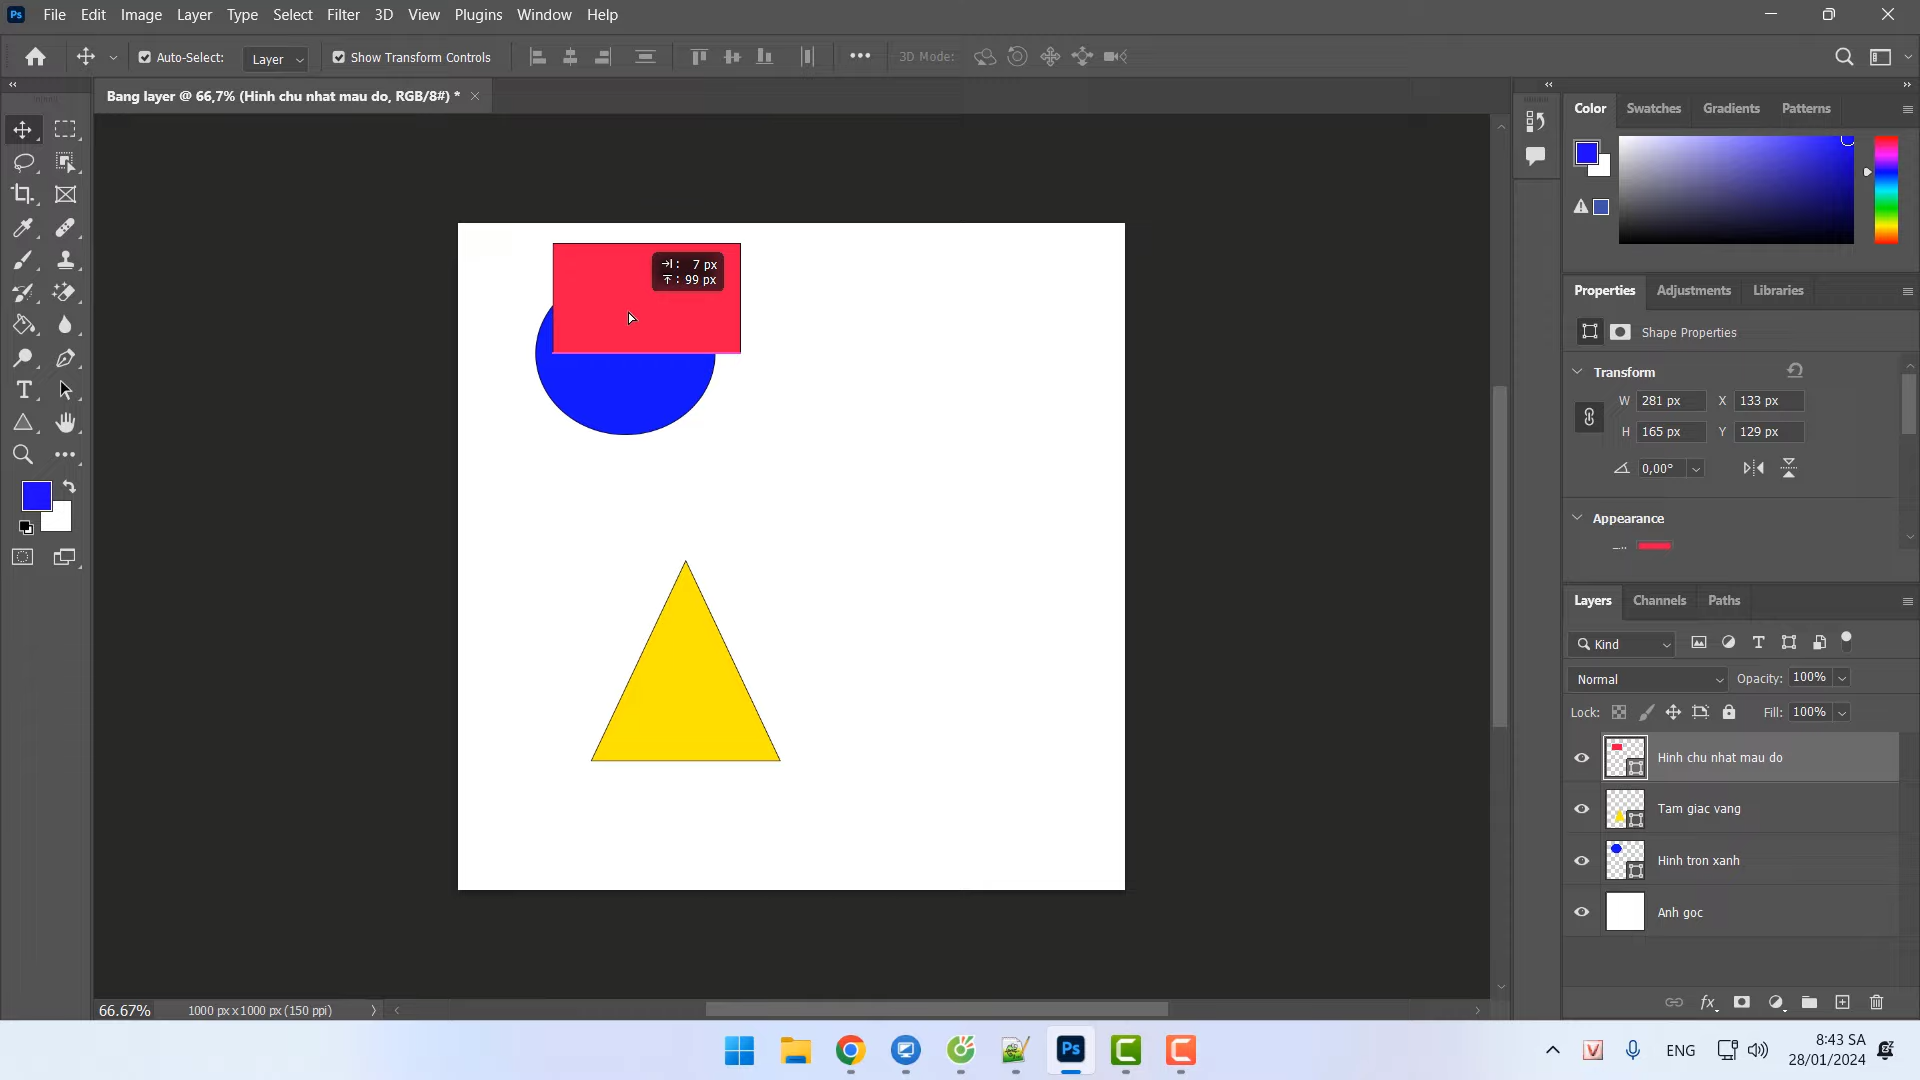 Ps File Edit Image Layer Type Select Filter 3D View Plugins Window Help
Auto-Select: Layer Show Transform Controls 3D Mode:
Bang layer @ 66,7% (Hinh chu nhat mau do, RGB/8#) *
Color Swatches Gradients Patterns
7 px
99 px
Properties Adjustments Libraries
Shape Properties
Transform
W 281 px X 133 px
H 165 px Y 129 px
0,00°
Appearance
Layers Channels Paths
Kind
Normal Opacity: 100%
Lock: Fill: 100%
Hinh chu nhat mau do
Tam giac vang
Hinh tron xanh
Anh goc
66.67% 1000 px x 1000 px (150 ppi)
fx
Ps
ENG
8:43 SA
28/01/2024